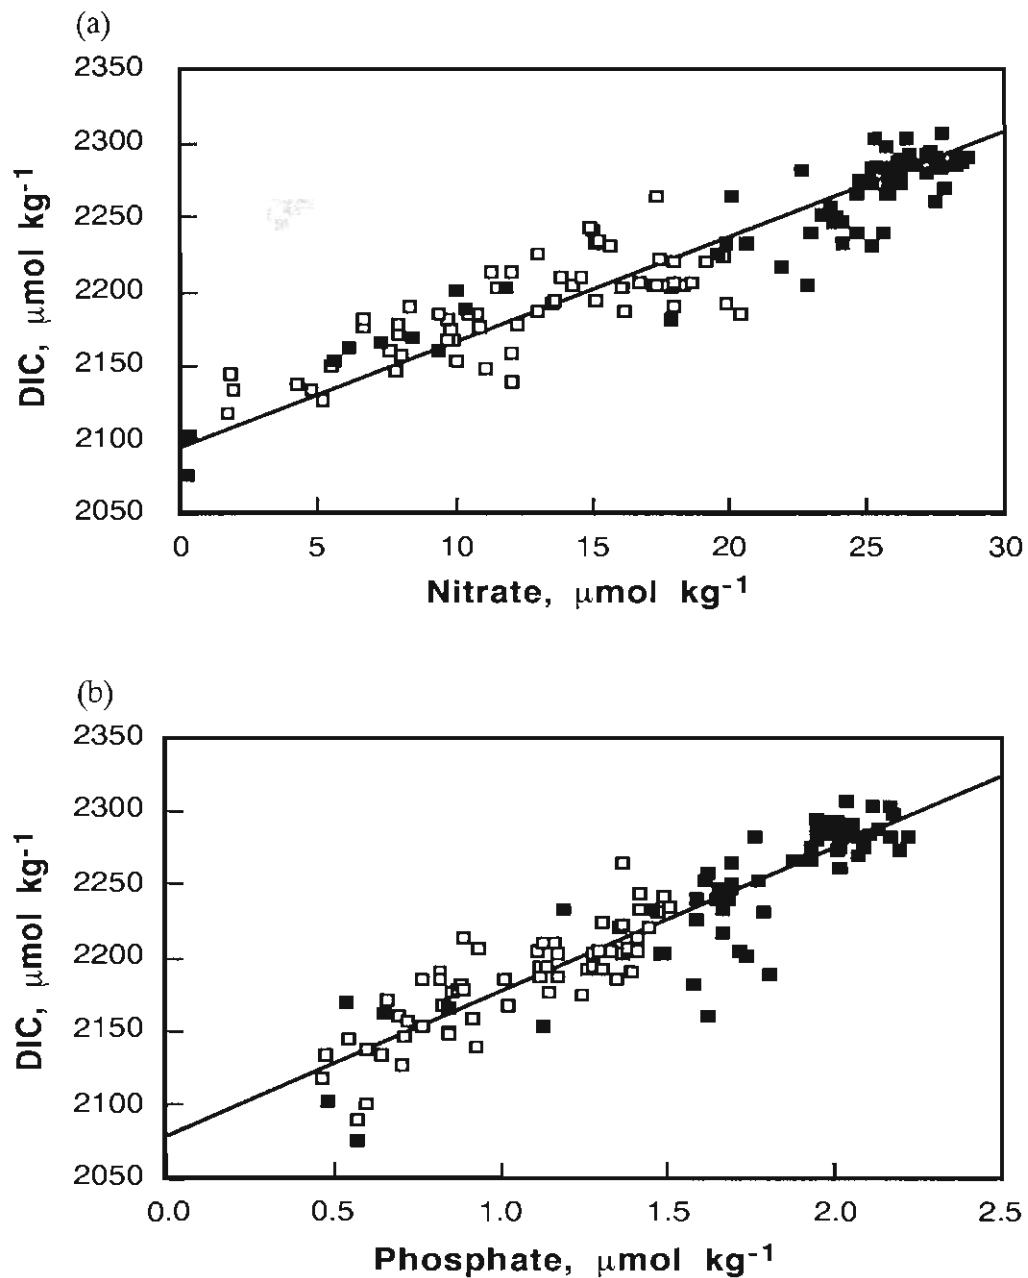 (a)
2350
2300
2250
2200
2150
2100
2050
DIC, μmol kg-1
0 5 10 15 20 25 30
Nitrate, μmol kg-1
(b)
2350
2300
2250
2200
2150
2100
2050
DIC, μmol kg-1
0.0 0.5 1.0 1.5 2.0 2.5
Phosphate, μmol kg-1